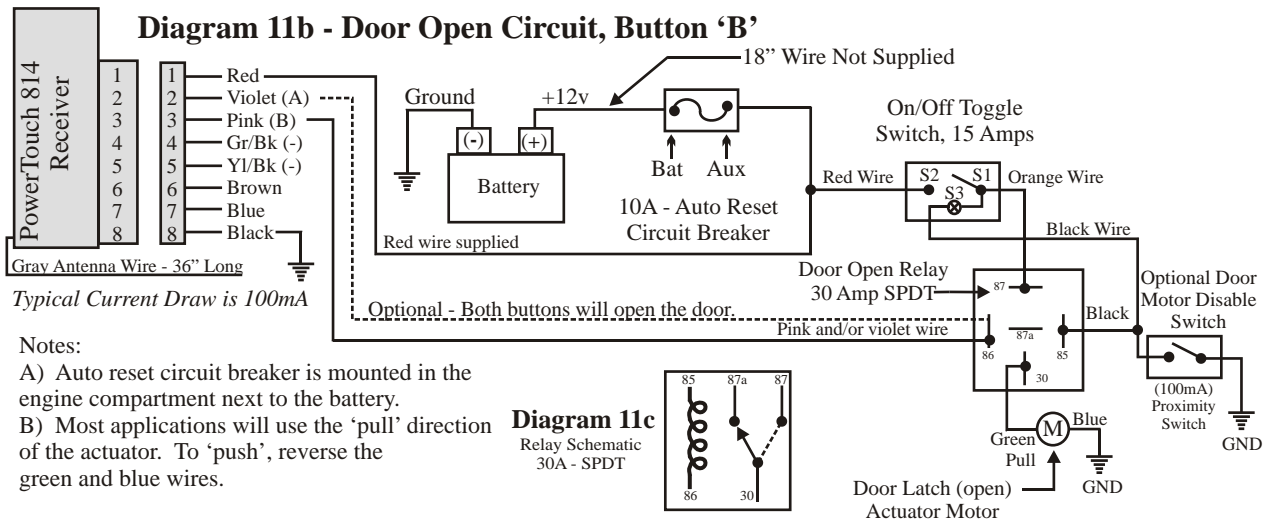 Diagram 11b - Door Open Circuit, Button ‘B’
PowerTouch 814
Receiver
1
2
3
4
5
6
7
8
1
2
3
4
5
6
7
8
Red
Violet (A)
Pink (B)
Gr/Bk (-)
Yl/Bk (-)
Brown
Blue
Black
Gray Antenna Wire - 36” Long
Typical Current Draw is 100mA
Ground
+12v
(-)
(+)
Battery
18” Wire Not Supplied
Bat
Aux
10A - Auto Reset
Circuit Breaker
Red wire supplied
On/Off Toggle
Switch, 15 Amps
Red Wire
S2
S1
S3
Orange Wire
Black Wire
Door Open Relay
30 Amp SPDT
87
87a
86
85
30
Black
Optional Door
Motor Disable
Switch
(100mA)
Proximity
Switch
GND
Optional - Both buttons will open the door.
Pink and/or violet wire
Green
Pull
M
Blue
GND
Door Latch (open)
Actuator Motor
Notes:
A) Auto reset circuit breaker is mounted in the
engine compartment next to the battery.
B) Most applications will use the ‘pull’ direction
of the actuator. To ‘push’, reverse the
green and blue wires.
Diagram 11c
Relay Schematic
30A - SPDT
85
87a
87
86
30